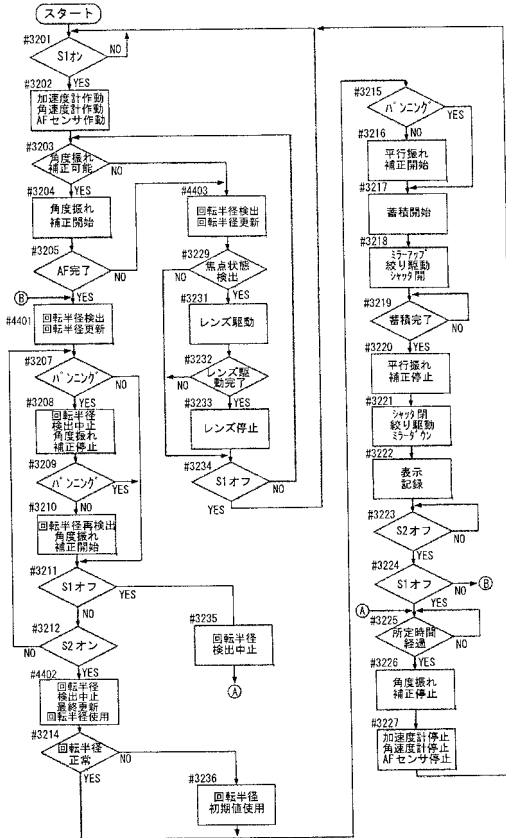 スタート
#3201
S1オン
NO
YES
#3202
加速度計作動
角速度計作動
AFセンサ作動
#3203
角度振れ
補正可能
NO
YES
#3204
角度振れ
補正開始
#3205
AF完了
NO
B
YES
#4401
回転半径検出
回転半径更新
#3207
パンニング
NO
YES
#3208
回転半径
検出中止
角度振れ
補正停止
#3209
パンニング
YES
NO
#3210
回転半径再検出
角度振れ
補正開始
#3211
S1オフ
YES
NO
#3212
S2オン
NO
YES
#4402
回転半径
検出中止
最終更新
回転半径使用
#3214
回転半径
正常
NO
YES
#4403
回転半径検出
回転半径更新
#3229
焦点状態
検出
NO
YES
#3231
レンズ駆動
#3232
レンズ駆
動完了
NO
YES
#3233
レンズ停止
#3234
S1オフ
NO
YES
#3235
回転半径
検出中止
A
#3236
回転半径
初期値使用
#3215
パンニング
YES
NO
#3216
平行振れ
補正開始
#3217
蓄積開始
#3218
ミラーアップ
絞り駆動
シャッタ開
#3219
蓄積完了
NO
YES
#3220
平行振れ
補正停止
#3221
シャッタ閉
絞り駆動
ミラーダウン
#3222
表示
記録
#3223
S2オフ
NO
YES
#3224
S1オフ
NO
B
YES
A
#3225
所定時間
経過
NO
YES
#3226
角度振れ
補正停止
#3227
加速度計停止
角速度計停止
AFセンサ停止